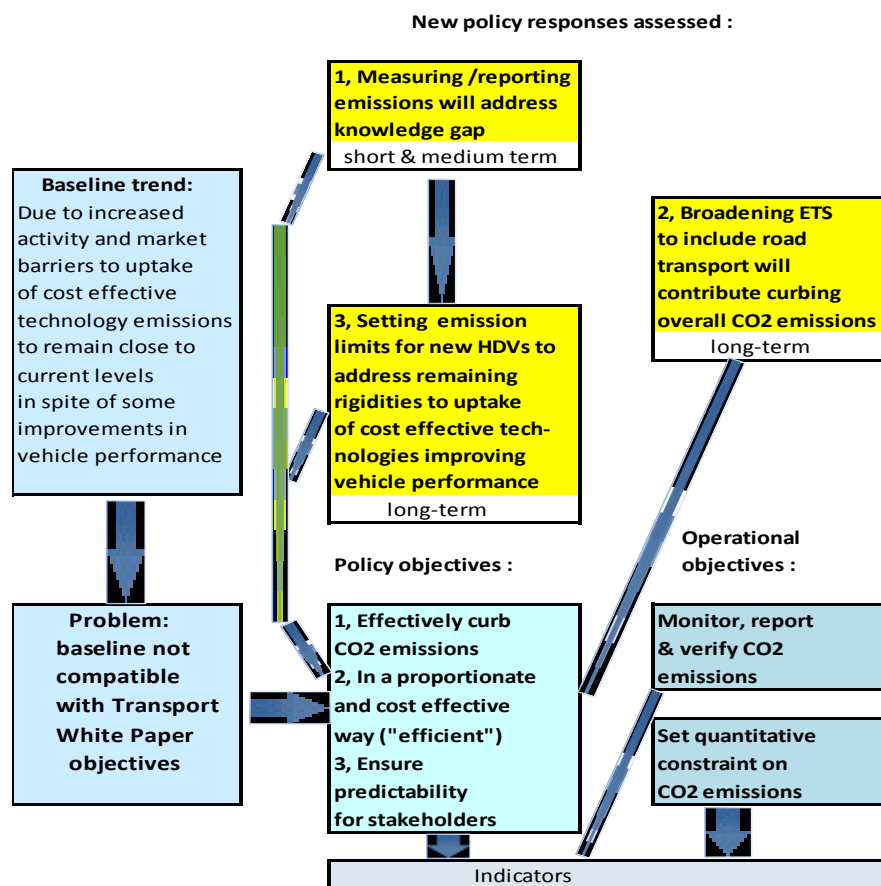 New policy responses assessed :
1, Measuring /reporting
emissions will address
knowledge gap
short & medium term
Baseline trend:
Due to increased
activity and market
barriers to uptake
of cost effective
technology emissions
to remain close to
current levels
in spite of some
improvements in
vehicle performance
2, Broadening ETS
to include road
transport will
contribute curbing
overall CO2 emissions
long-term
3, Setting emission
limits for new HDVs to
address remaining
rigidities to uptake
of cost effective tech-
nologies improving
vehicle performance
long-term
Policy objectives :
Operational
objectives :
Problem:
baseline not
compatible
with Transport
White Paper
objectives
1, Effectively curb
CO2 emissions
2, In a proportionate
and cost effective
way ("efficient")
3, Ensure
predictability
for stakeholders
Monitor, report
& verify CO2
emissions
Set quantitative
constraint on
CO2 emissions
Indicators